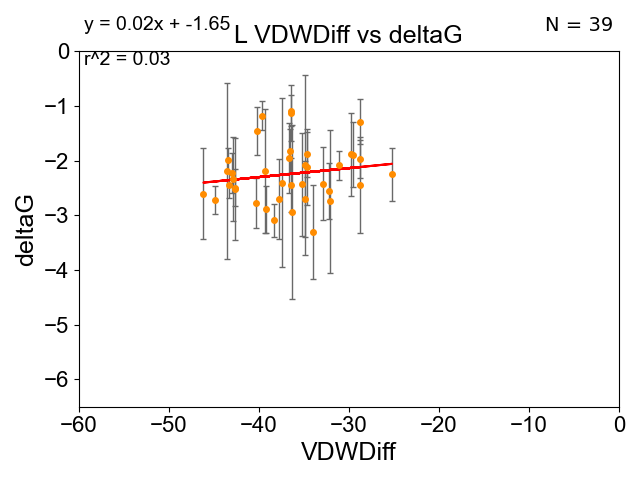 y = 0.02x + -1.65
N = 39
L VDWDiff vs deltaG
r^2 = 0.03
0
−1
−2
−3
−4
−5
−6
deltaG
−60
−50
−40
−30
−20
−10
0
VDWDiff